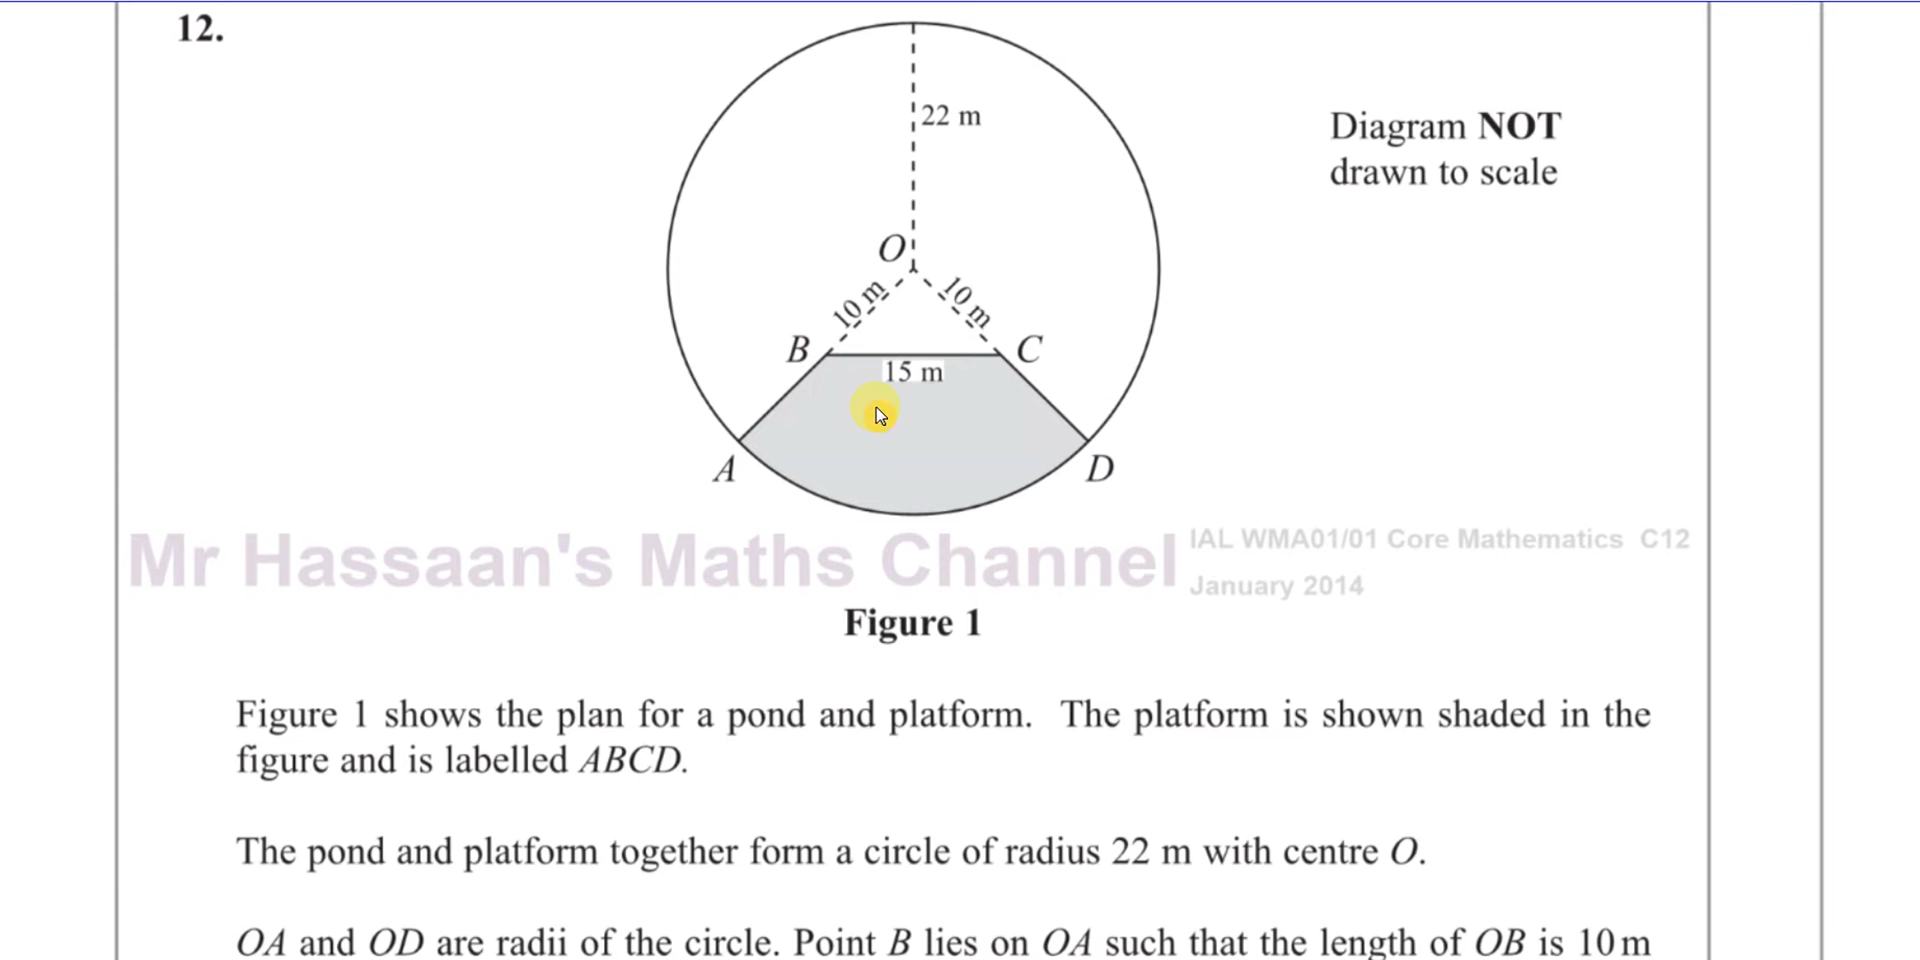 12.
22 m
Diagram NOT
drawn to scale
O
10 m
10 m
B
C
15 m
A
D
Mr Hassaan's Maths Channel
IAL WMA01/01 Core Mathematics C12
January 2014
Figure 1
Figure 1 shows the plan for a pond and platform. The platform is shown shaded in the
figure and is labelled ABCD.
The pond and platform together form a circle of radius 22 m with centre O.
OA and OD are radii of the circle. Point B lies on OA such that the length of OB is 10 m